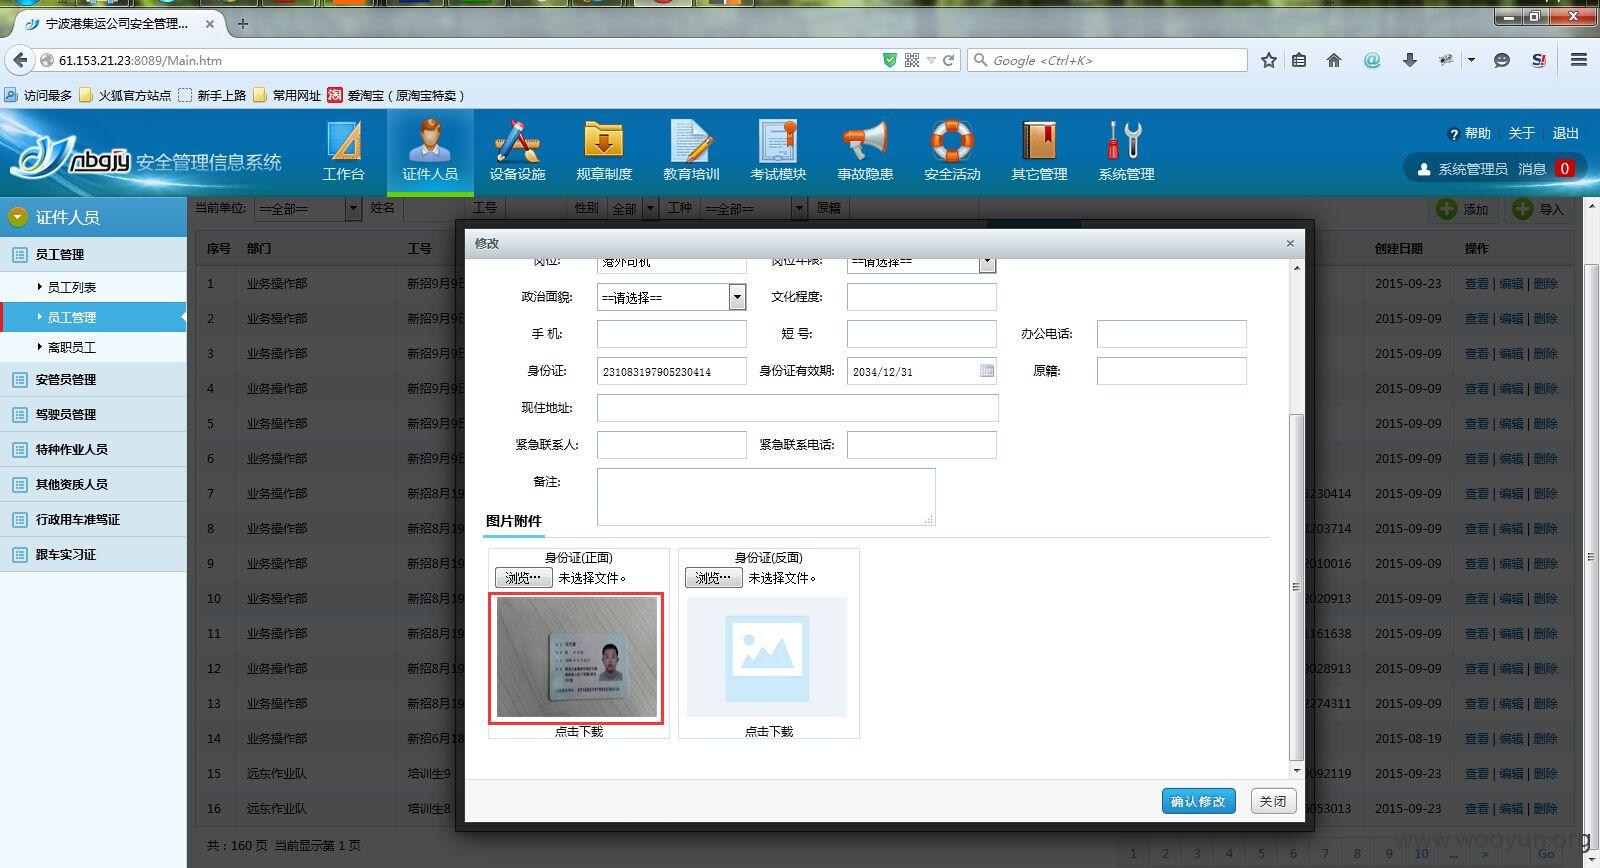 宁波港集运公司安全管理...
61.153.21.23:8089/Main.htm
Google <Ctrl+K>
访问最多 火狐官方站点 新手上路 常用网址 爱淘宝（原淘宝特卖）
nbgjy 安全管理信息系统
工作台 证件人员 设备设施 规章制度 教育培训 考试模块 事故隐患 安全活动 其它管理 系统管理
帮助 关于 退出
系统管理员 消息 0
证件人员
员工管理
员工列表
员工管理
离职员工
安管员管理
驾驶员管理
特种作业人员
其他资质人员
行政用车准驾证
跟车实习证
当前单位: ==全部== 姓名 工号 性别 全部 工种 ==全部== 原籍 添加 导入
序号 部门 工号 创建日期 操作
1 业务操作部 新招9月9日 2015-09-23 查看 | 编辑 | 删除
2 业务操作部 新招9月9日 2015-09-09 查看 | 编辑 | 删除
3 业务操作部 新招9月9日 2015-09-09 查看 | 编辑 | 删除
4 业务操作部 新招9月9日 2015-09-09 查看 | 编辑 | 删除
5 业务操作部 新招9月9日 2015-09-09 查看 | 编辑 | 删除
6 业务操作部 新招9月9日 2015-09-09 查看 | 编辑 | 删除
7 业务操作部 新招8月19 5230414 2015-09-09 查看 | 编辑 | 删除
8 业务操作部 新招8月19 8203714 2015-09-09 查看 | 编辑 | 删除
9 业务操作部 新招8月19 2010016 2015-09-09 查看 | 编辑 | 删除
10 业务操作部 新招8月19 2020913 2015-09-09 查看 | 编辑 | 删除
11 业务操作部 新招8月19 1161638 2015-09-09 查看 | 编辑 | 删除
12 业务操作部 新招8月19 9028913 2015-09-09 查看 | 编辑 | 删除
13 业务操作部 新招8月19 2274311 2015-09-09 查看 | 编辑 | 删除
14 业务操作部 新招6月18 2015-08-19 查看 | 编辑 | 删除
15 远东作业队 培训生9 9092119 2015-09-23 查看 | 编辑 | 删除
16 远东作业队 培训生8 6053013 2015-09-23 查看 | 编辑 | 删除
共：160 页 当前显示第 1 页
1 2 3 4 5 6 7 8 9 10 ... > Go
修改
岗位: 港外司机 岗位年限: ==请选择==
政治面貌: ==请选择== 文化程度:
手 机: 短 号: 办公电话:
身份证: 231083197905230414 身份证有效期: 2034/12/31 原籍:
现住地址:
紧急联系人: 紧急联系电话:
备注:
图片附件
身份证(正面) 身份证(反面)
浏览… 未选择文件。 浏览… 未选择文件。
231083197905230414
点击下载 点击下载
确认修改 关闭
www.wooyun.org